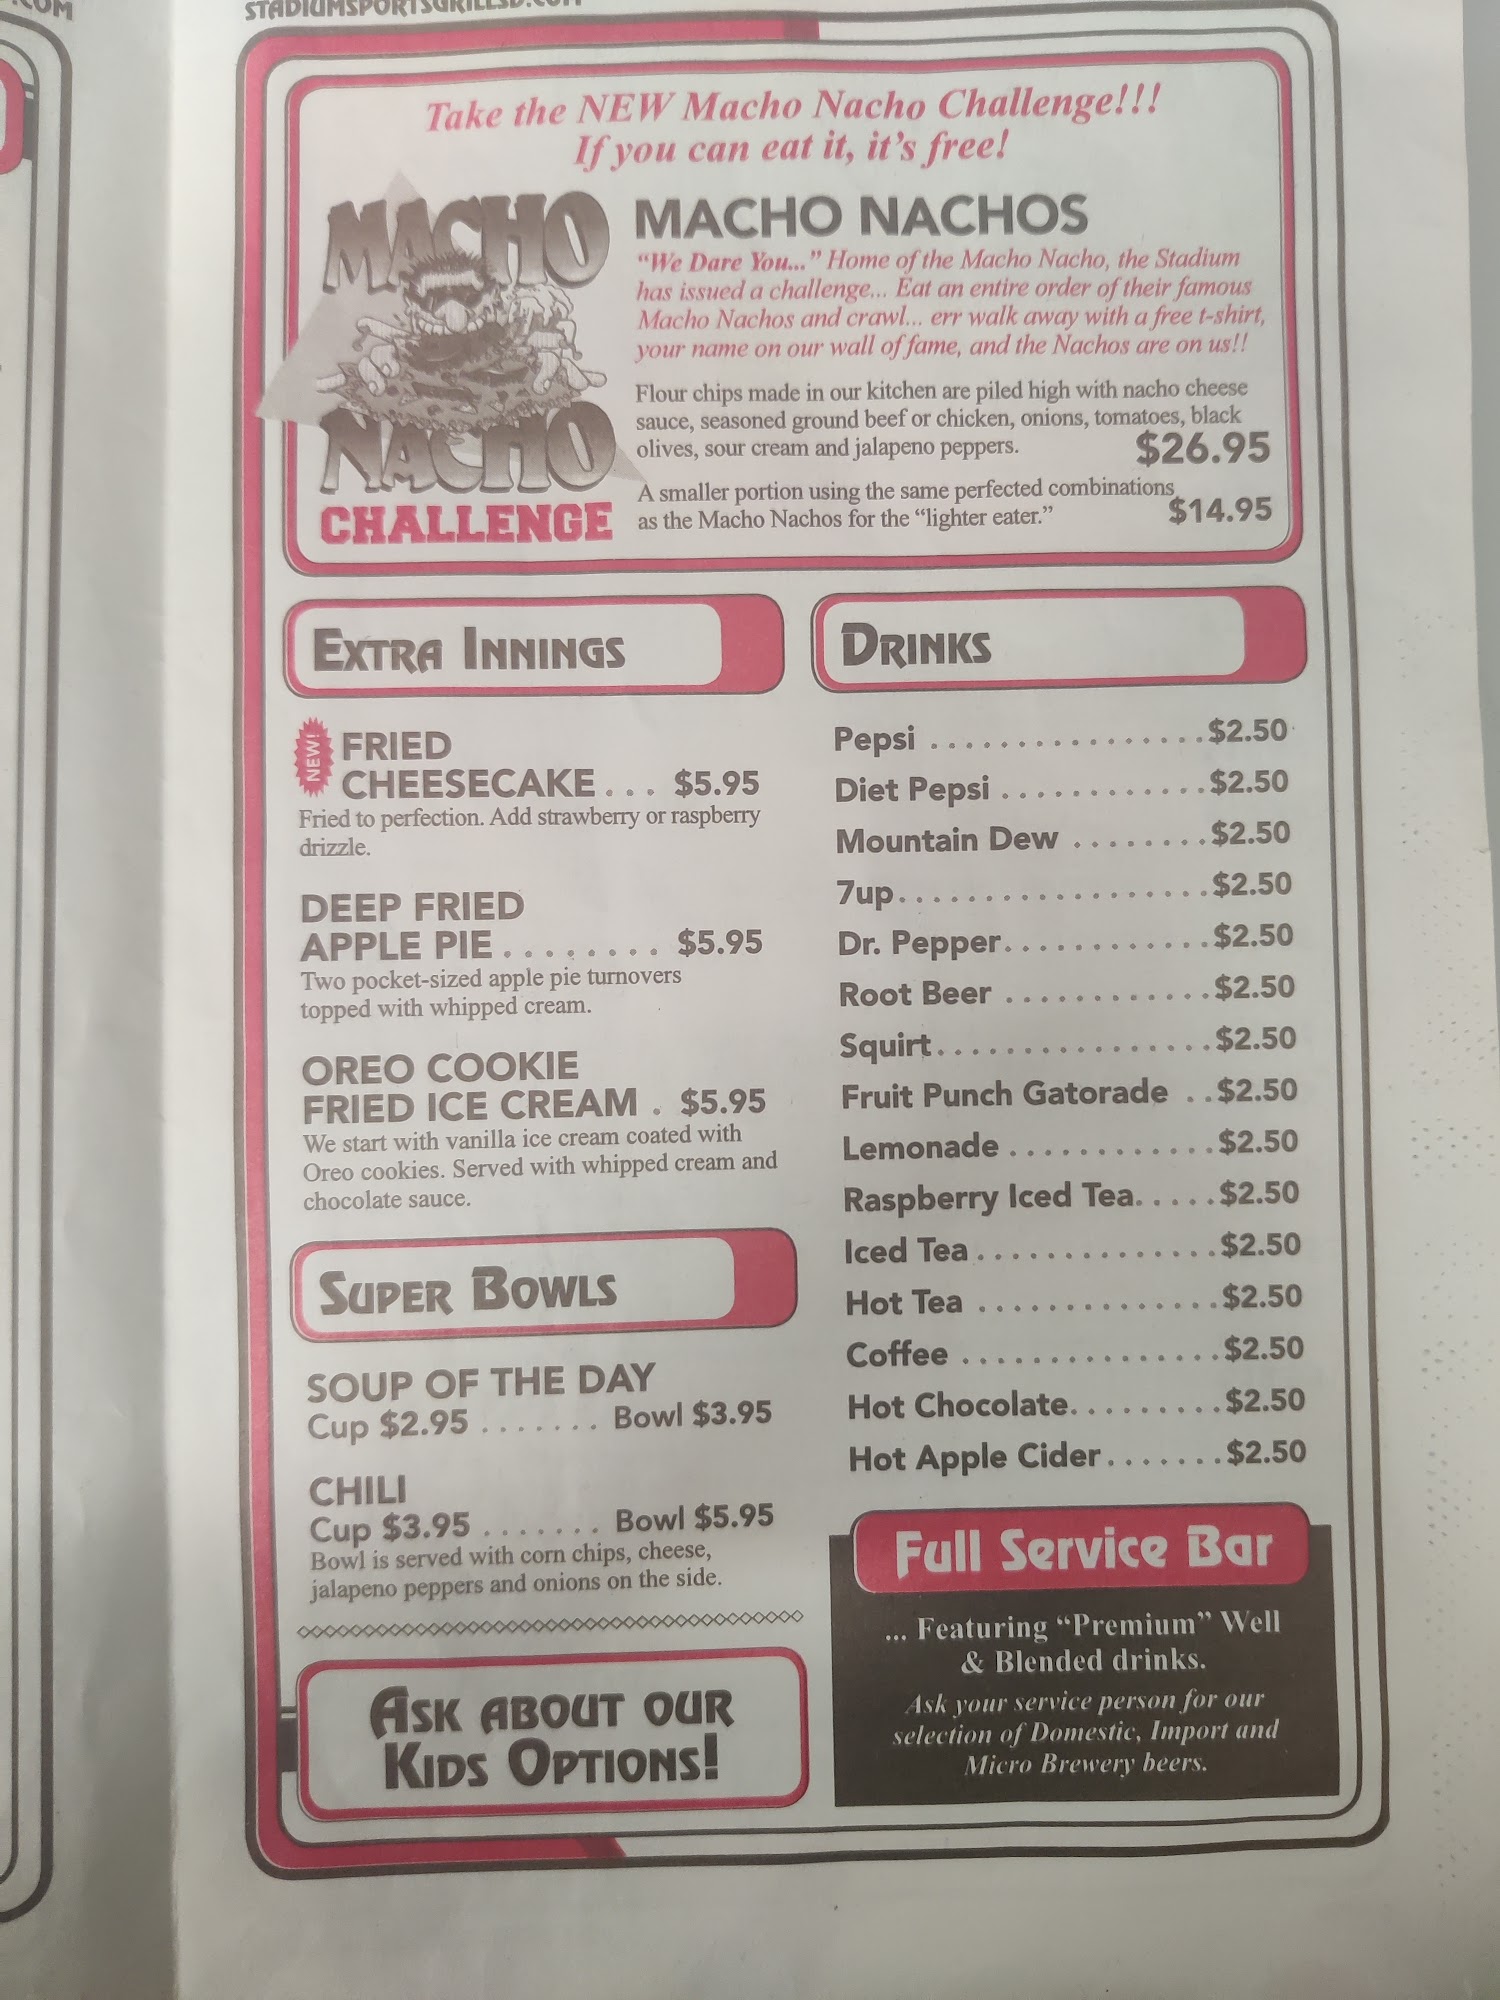 Take the NEW Macho Nacho Challenge!!!
If you can eat it, it's free!
MACHO
NACHO
CHALLENGE
MACHO NACHOS
"We Dare You..." Home of the Macho Nacho, the Stadium
has issued a challenge... Eat an entire order of their famous
Macho Nachos and crawl... err walk away with a free t-shirt,
your name on our wall of fame, and the Nachos are on us!!
Flour chips made in our kitchen are piled high with nacho cheese
sauce, seasoned ground beef or chicken, onions, tomatoes, black
olives, sour cream and jalapeno peppers. $26.95
A smaller portion using the same perfected combinations
as the Macho Nachos for the "lighter eater." $14.95
EXTRA INNINGS
NEW!
FRIED
CHEESECAKE... $5.95
Fried to perfection. Add strawberry or raspberry
drizzle.
DEEP FRIED
APPLE PIE........ $5.95
Two pocket-sized apple pie turnovers
topped with whipped cream.
OREO COOKIE
FRIED ICE CREAM . $5.95
We start with vanilla ice cream coated with
Oreo cookies. Served with whipped cream and
chocolate sauce.
SUPER BOWLS
SOUP OF THE DAY
Cup $2.95 ....... Bowl $3.95
CHILI
Cup $3.95 ....... Bowl $5.95
Bowl is served with corn chips, cheese,
jalapeno peppers and onions on the side.
ASK ABOUT OUR
KIDS OPTIONS!
DRINKS
Pepsi ................$2.50
Diet Pepsi ............$2.50
Mountain Dew ........$2.50
7up..................$2.50
Dr. Pepper............$2.50
Root Beer ............$2.50
Squirt................$2.50
Fruit Punch Gatorade ..$2.50
Lemonade ............$2.50
Raspberry Iced Tea.....$2.50
Iced Tea..............$2.50
Hot Tea ..............$2.50
Coffee ...............$2.50
Hot Chocolate.........$2.50
Hot Apple Cider.......$2.50
Full Service Bar
... Featuring "Premium" Well
& Blended drinks.
Ask your service person for our
selection of Domestic, Import and
Micro Brewery beers.